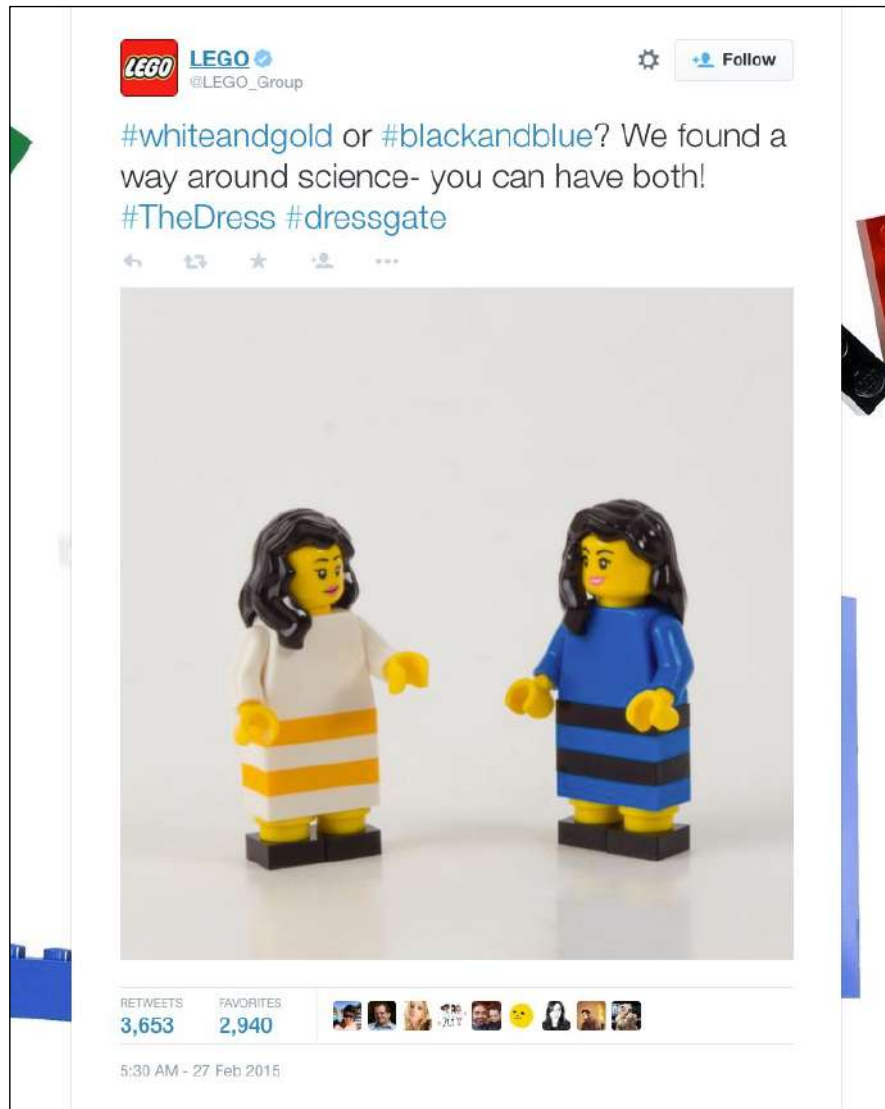 LEGO
LEGO
@LEGO_Group
Follow
#whiteandgold or #blackandblue? We found a
way around science- you can have both!
#TheDress #dressgate
RETWEETS FAVORITES
3,653 2,940
5:30 AM - 27 Feb 2015